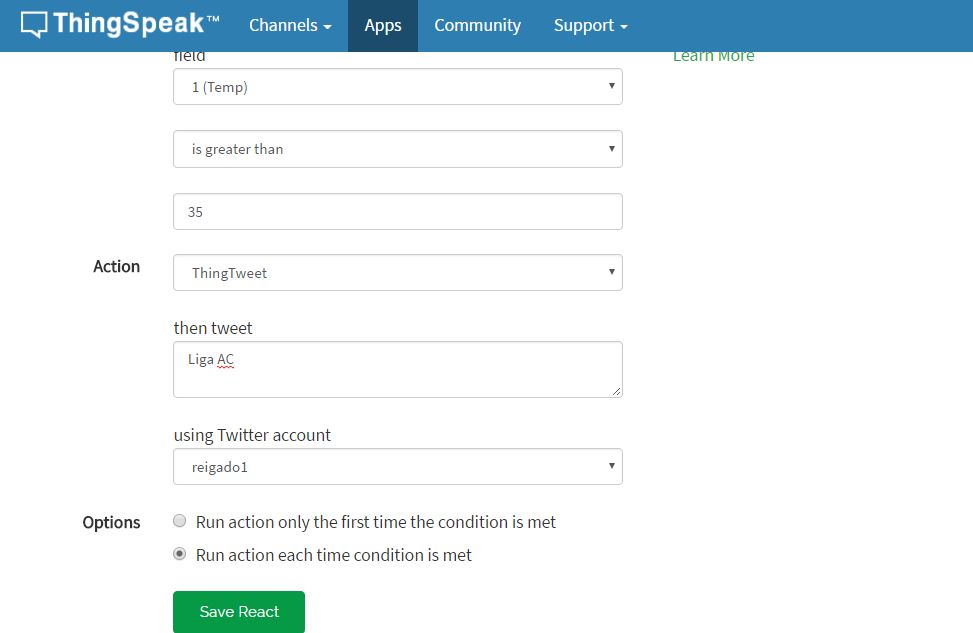 ThingSpeak™ Channels Apps Community Support
field Learn More
1 (Temp)
is greater than
35
Action ThingTweet
then tweet
Liga AC
using Twitter account
reigado1
Options Run action only the first time the condition is met
Run action each time condition is met
Save React